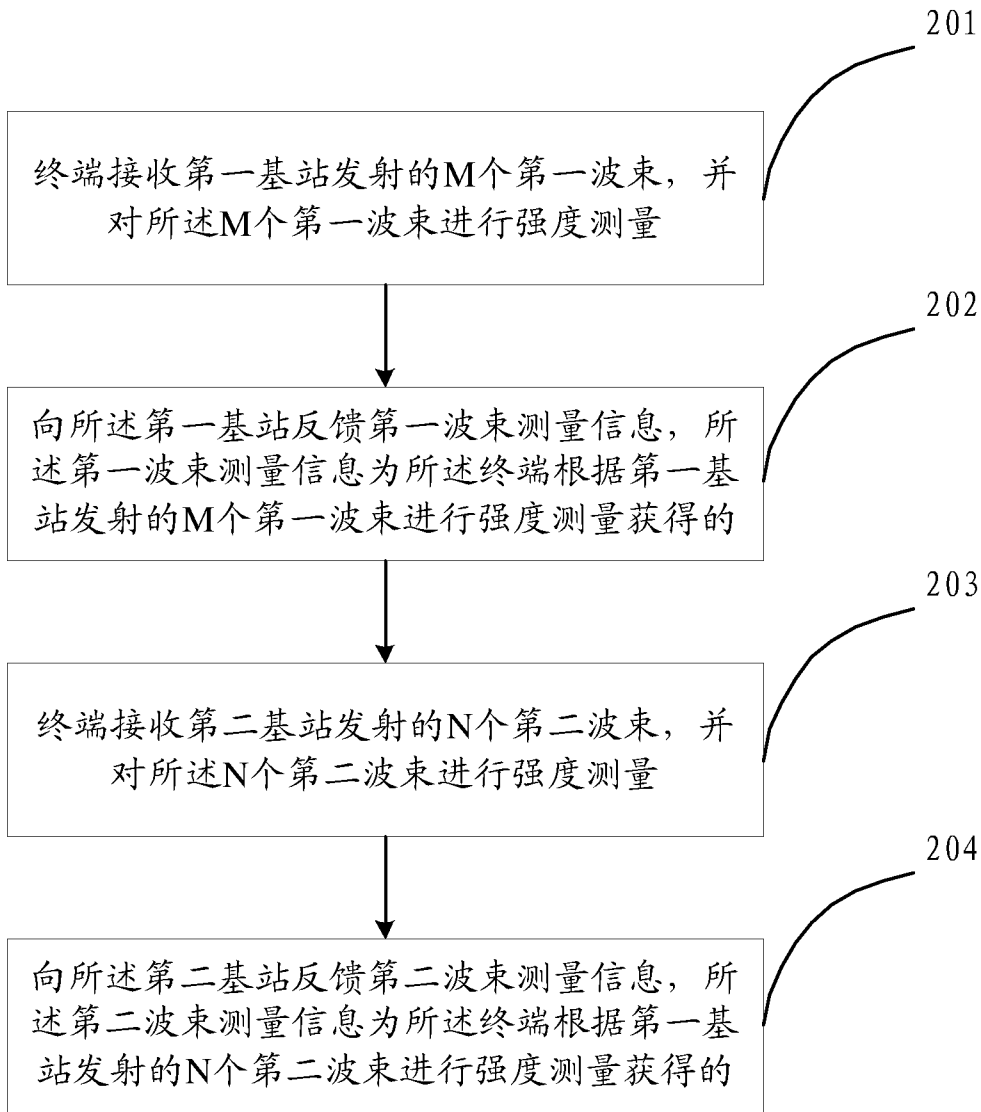 201
终端接收第一基站发射的M个第一波束，并
对所述M个第一波束进行强度测量
202
向所述第一基站反馈第一波束测量信息，所
述第一波束测量信息为所述终端根据第一基
站发射的M个第一波束进行强度测量获得的
203
终端接收第二基站发射的N个第二波束，并
对所述N个第二波束进行强度测量
204
向所述第二基站反馈第二波束测量信息，所
述第二波束测量信息为所述终端根据第一基
站发射的N个第二波束进行强度测量获得的